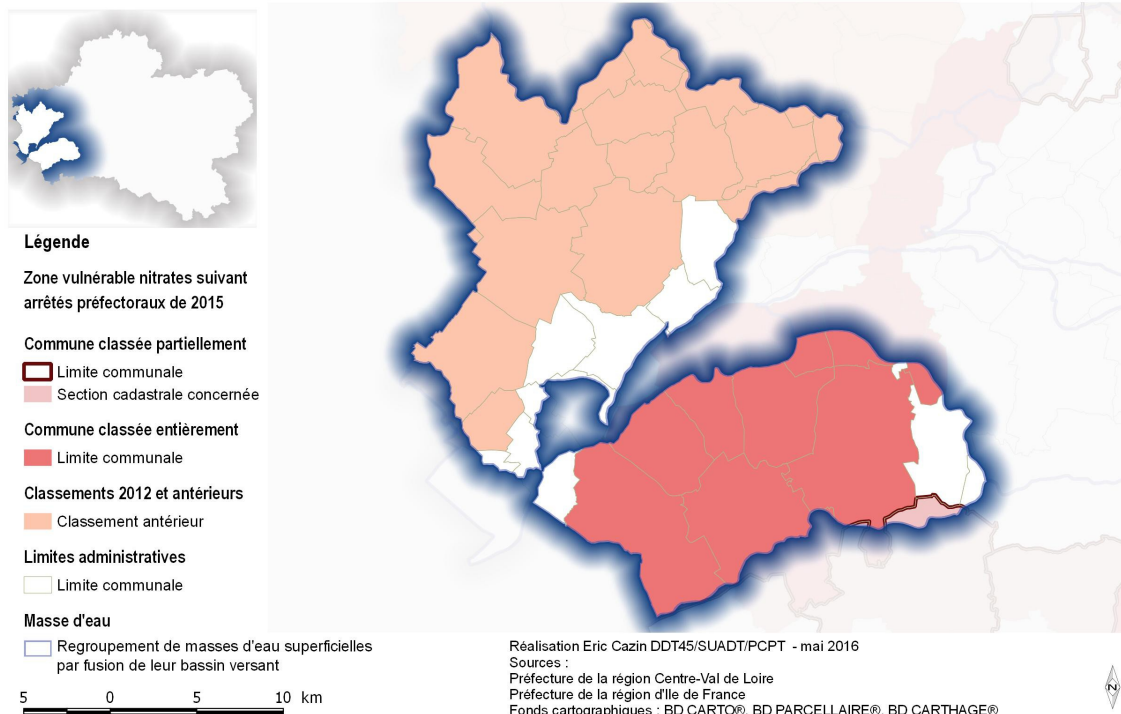 Légende
Zone vulnérable nitrates suivant
arrêtés préfectoraux de 2015
Commune classée partiellement
Limite communale
Section cadastrale concernée
Commune classée entièrement
Limite communale
Classements 2012 et antérieurs
Classement antérieur
Limites administratives
Limite communale
Masse d'eau
Regroupement de masses d'eau superficielles
par fusion de leur bassin versant
5 0 5 10 km
Réalisation Eric Cazin DDT45/SUADT/PCPT - mai 2016
Sources :
Préfecture de la région Centre-Val de Loire
Préfecture de la région d'Ile de France
Fonds cartographiques : BD CARTO®, BD PARCELLAIRE®, BD CARTHAGE®
N